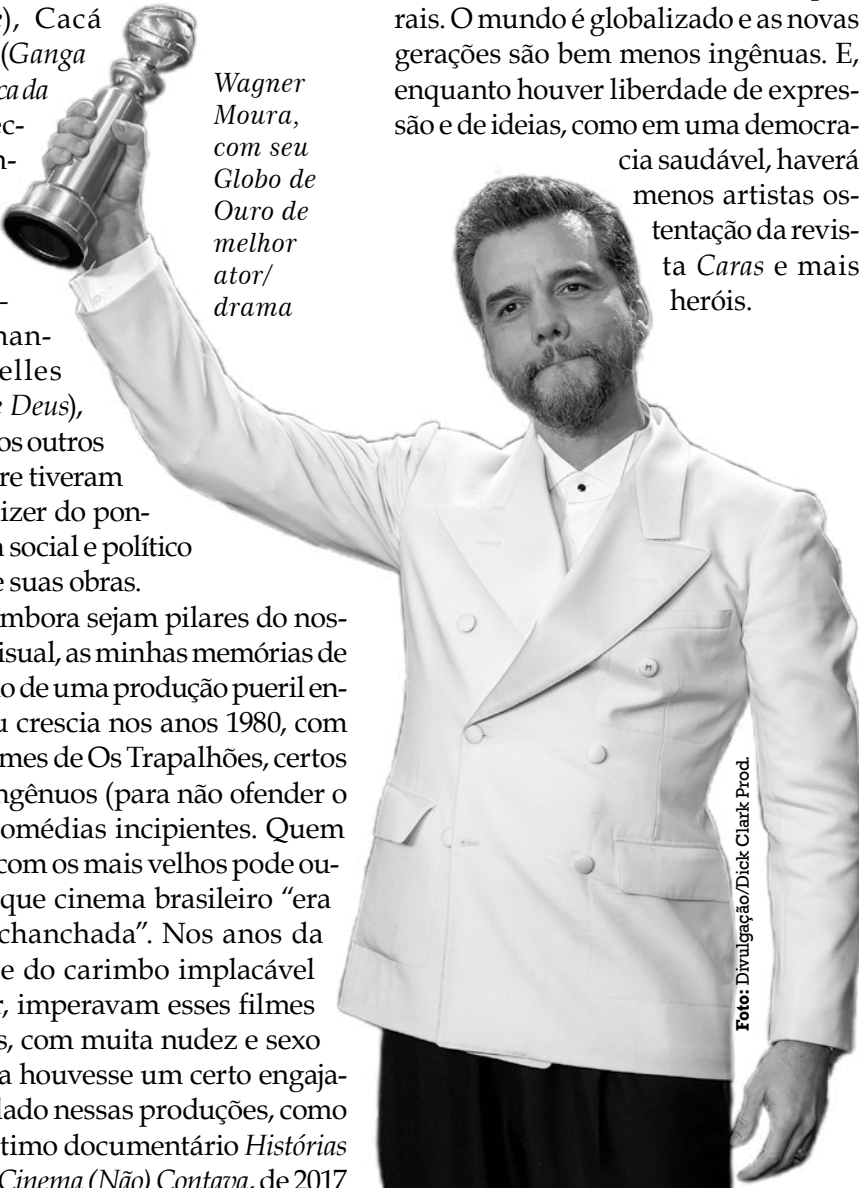 ), Cacá
(Ganga
ca da
ec-
n-
-
nan-
elles
e Deus),
os outros
re tiveram
izer do pon-
social e político
e suas obras.
mbora sejam pilares do nos-
isual, as minhas memórias de
o de uma produção pueril en-
u crescia nos anos 1980, com
mes de Os Trapalhões, certos
ngênuos (para não ofender o
omédias incipientes. Quem
com os mais velhos pode ou-
que cinema brasileiro “era
chanchada”. Nos anos da
e do carimbo implacável
r, imperavam esses filmes
s, com muita nudez e sexo
a houvesse um certo engaja-
lado nessas produções, como
timo documentário Histórias
Cinema (Não) Contava, de 2017
Wagner
Moura,
com seu
Globo de
Ouro de
melhor
ator/
drama
rais. O mundo é globalizado e as novas
gerações são bem menos ingênuas. E,
enquanto houver liberdade de expres-
são e de ideias, como em uma democra-
cia saudável, haverá
menos artistas os-
tentação da revis-
ta Caras e mais
heróis.
Foto: Divulgação/Dick Clark Prod.